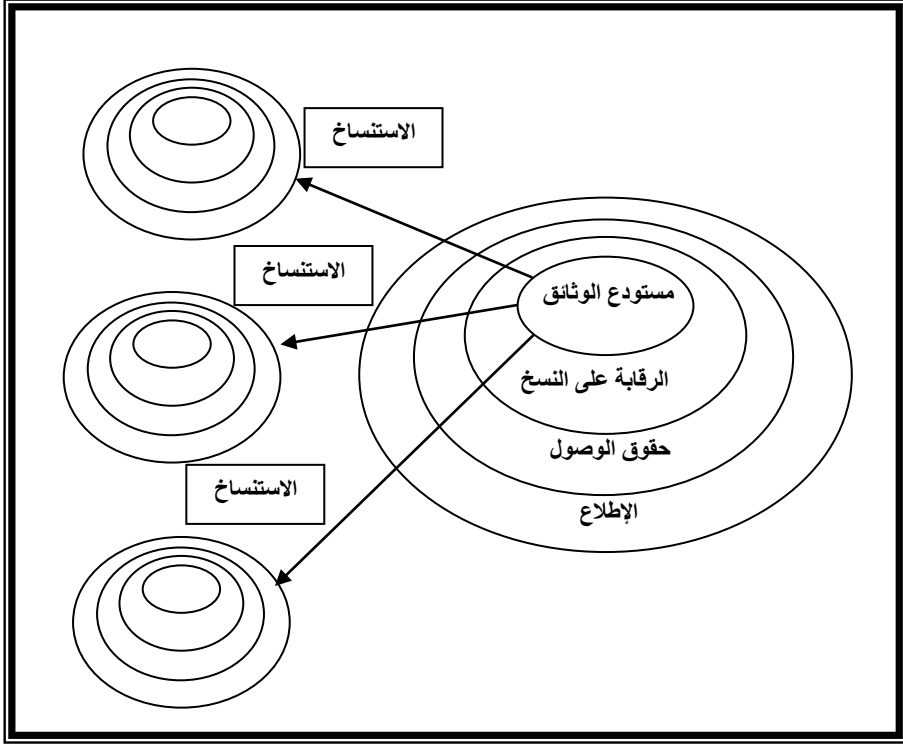 الاستنساخ
الاستنساخ
مستودع الوثائق
الرقابة على النسخ
حقوق الوصول
الاستنساخ
الإطلاع